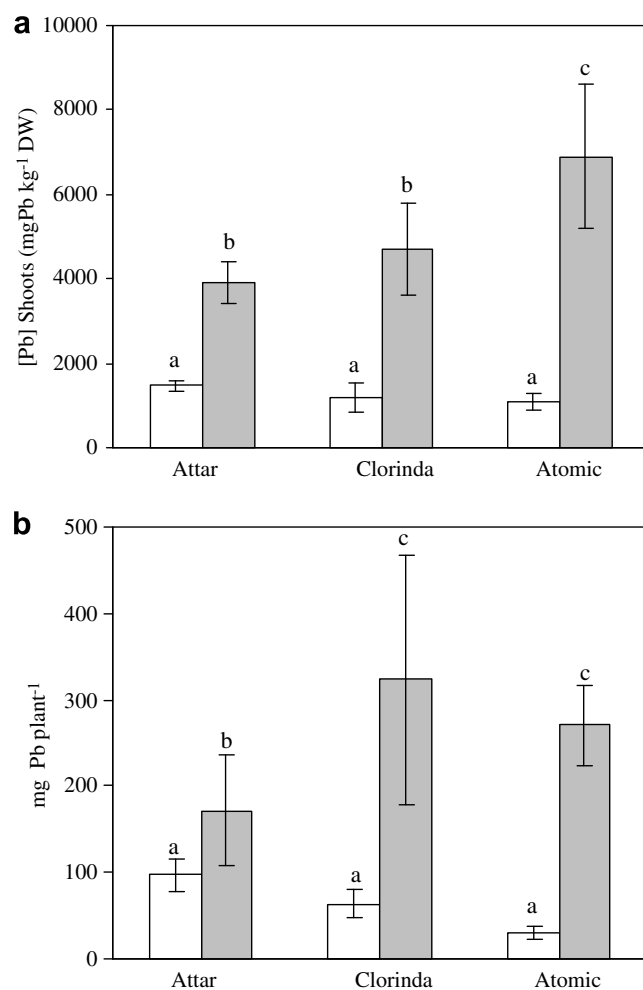 a
10000
8000
6000
4000
2000
0
[Pb] Shoots (mgPb kg⁻¹ DW)
a b a b a c
Attar Clorinda Atomic
b
500
400
300
200
100
0
mg Pb plant⁻¹
a b a c a c
Attar Clorinda Atomic